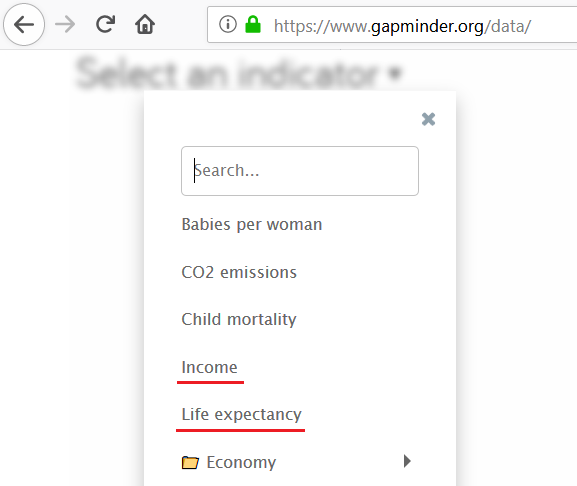 https://www.gapminder.org/data/
Select an indicator ▾
Search...
Babies per woman
CO2 emissions
Child mortality
Income
Life expectancy
Economy